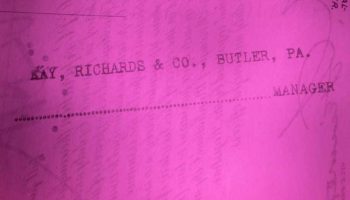 KAY, RICHARDS & CO., BUTLER, PA.
MANAGER